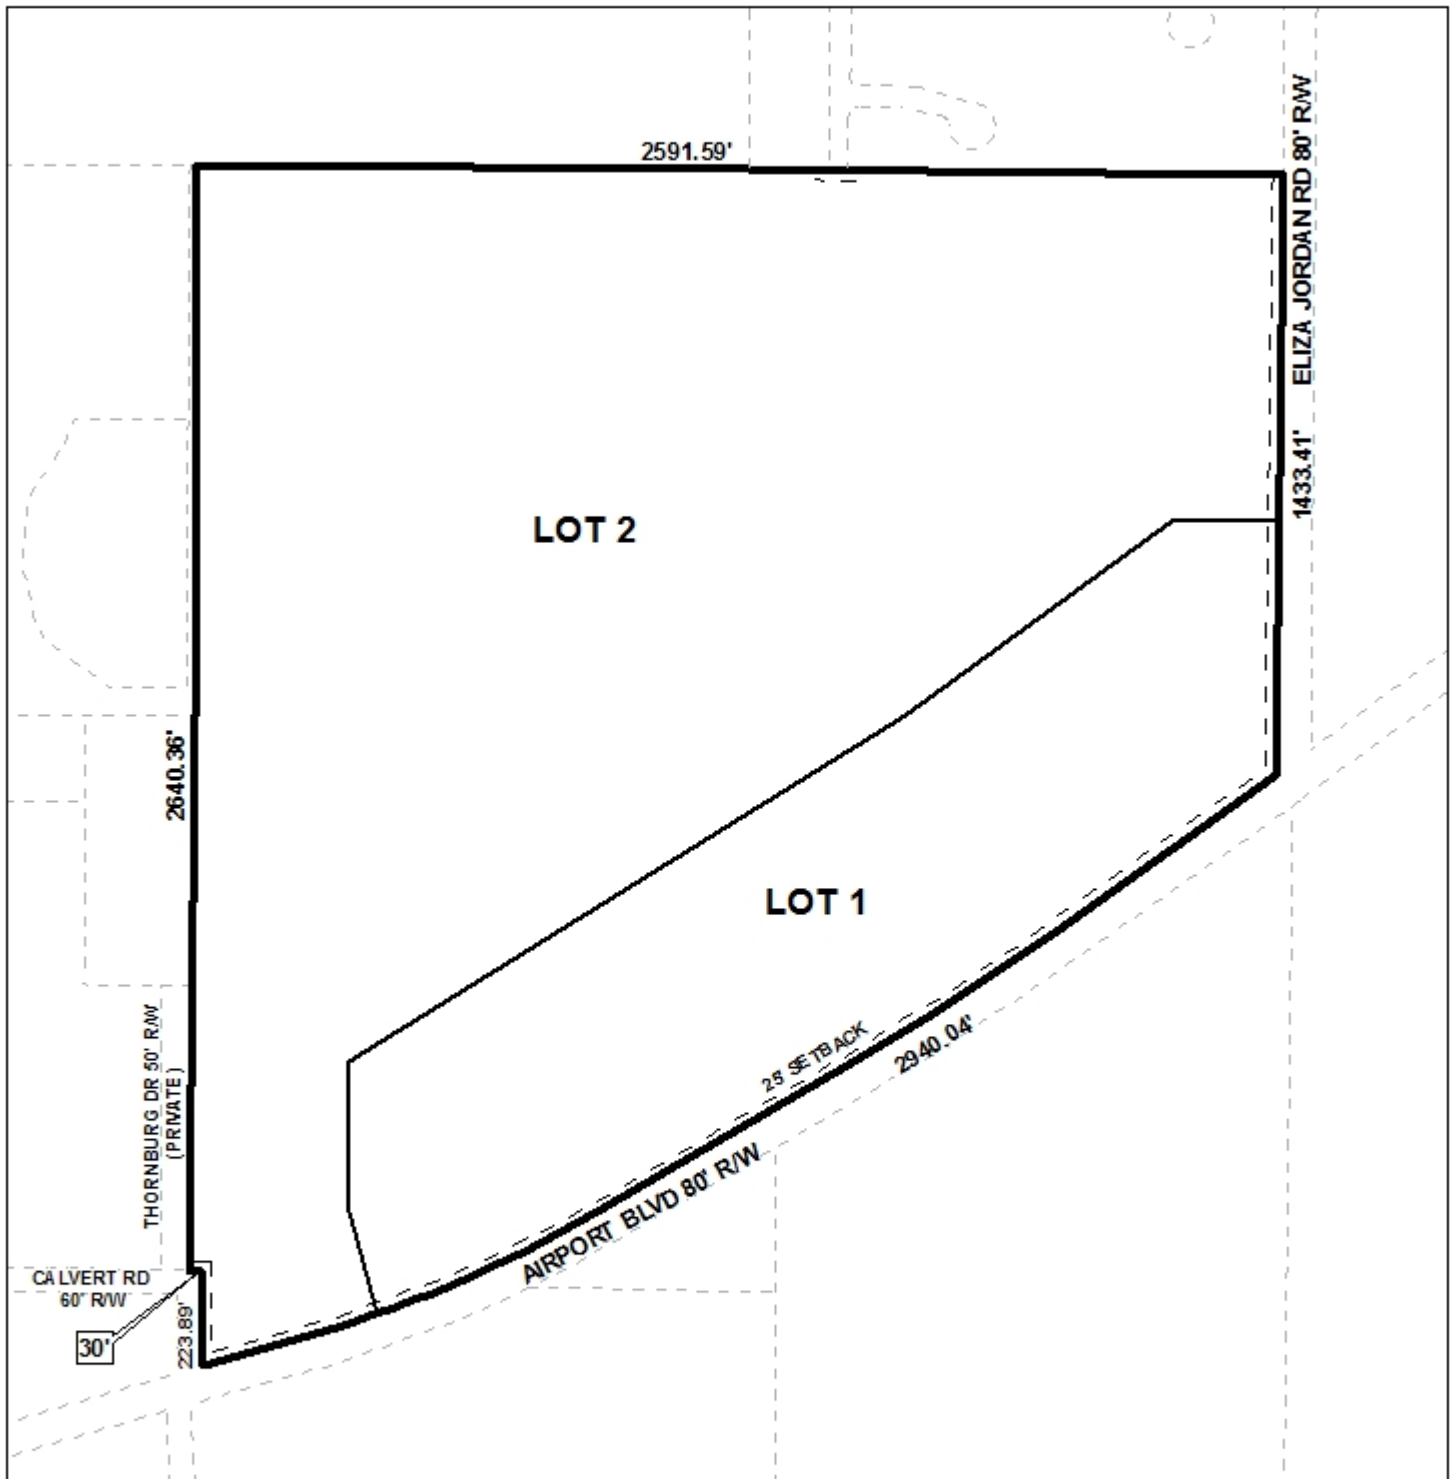 2591.59'
ELIZA JORDAN RD 80' R/W
1433.41'
LOT 2
2640.36'
LOT 1
25' SETBACK
2940.04'
AIRPORT BLVD 80' R/W
THORNBURG DR 50' R/W
(PRIVATE)
CALVERT RD
60' R/W
223.89'
30'